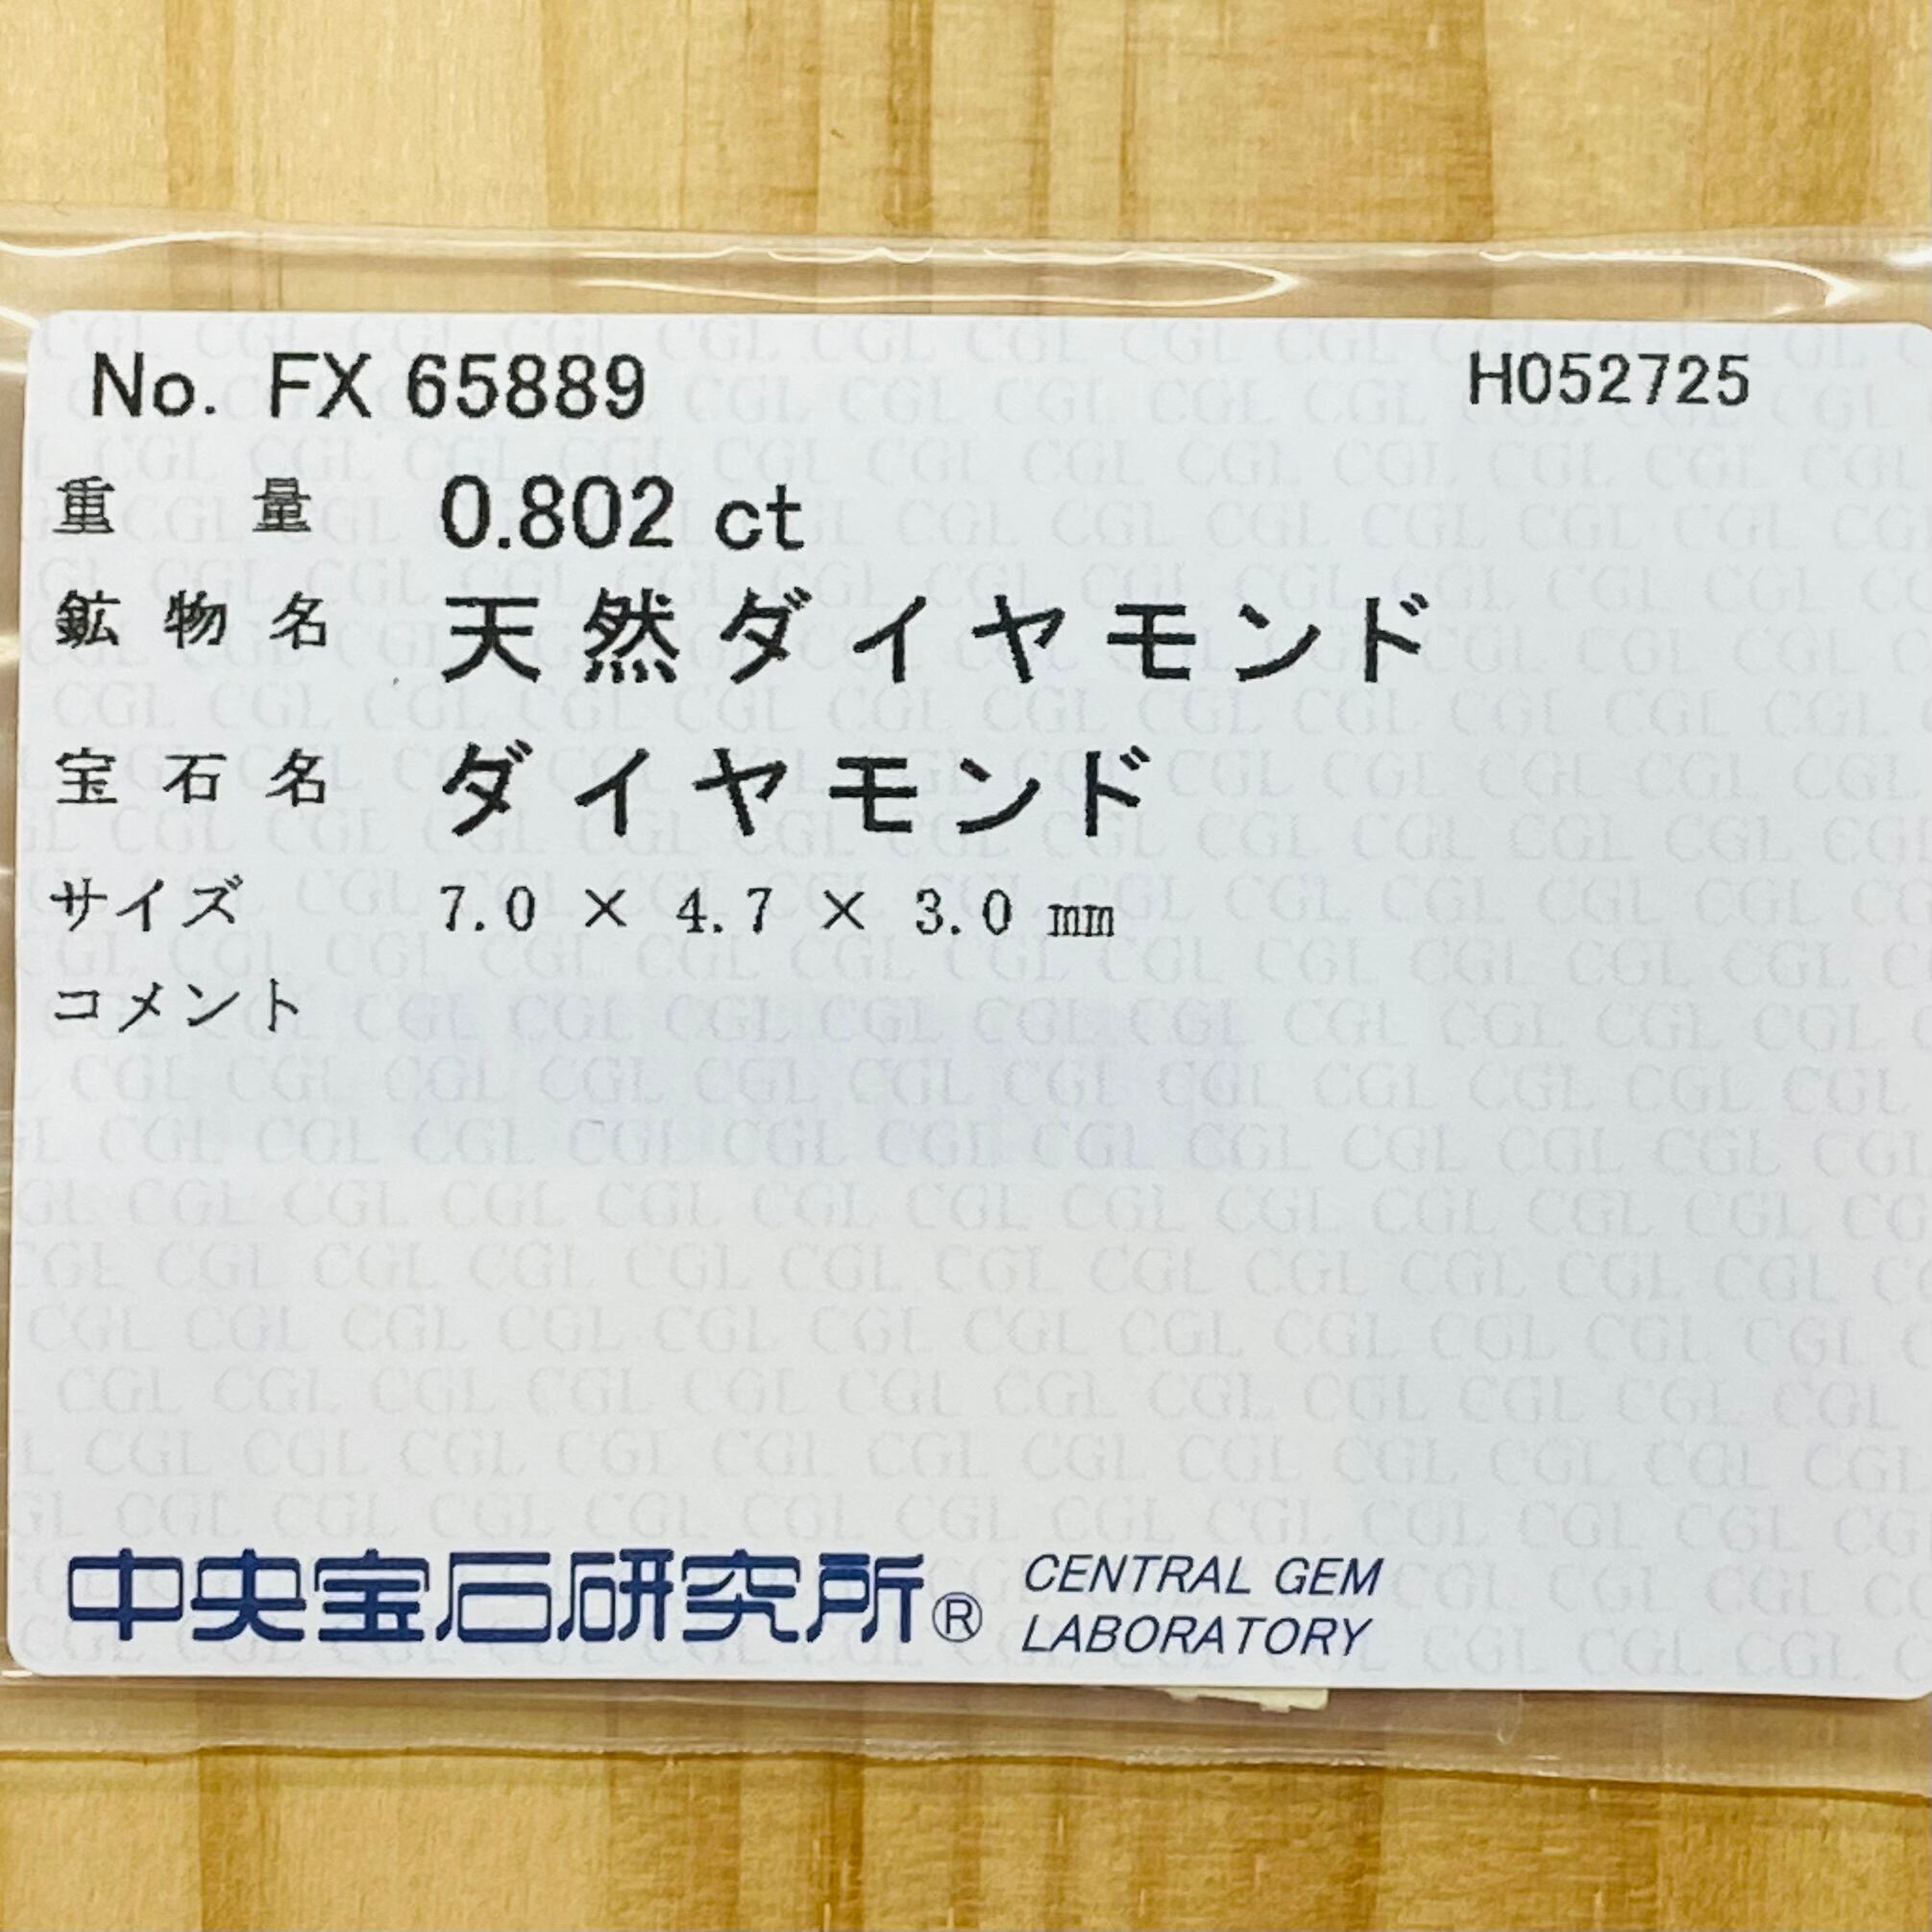 No. FX 65889 H052725
重量 0.802 ct
鉱物名 天然ダイヤモンド
宝石名 ダイヤモンド
サイズ 7.0 × 4.7 × 3.0 mm
コメント
中央宝石研究所® CENTRAL GEM
LABORATORY